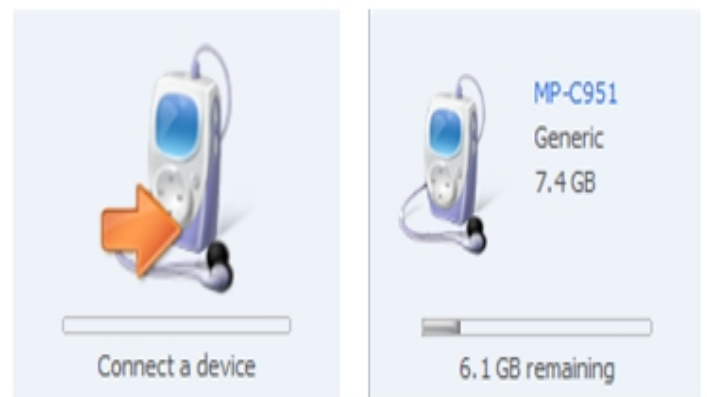 Connect a device
MP-C951
Generic
7.4 GB
6.1 GB remaining